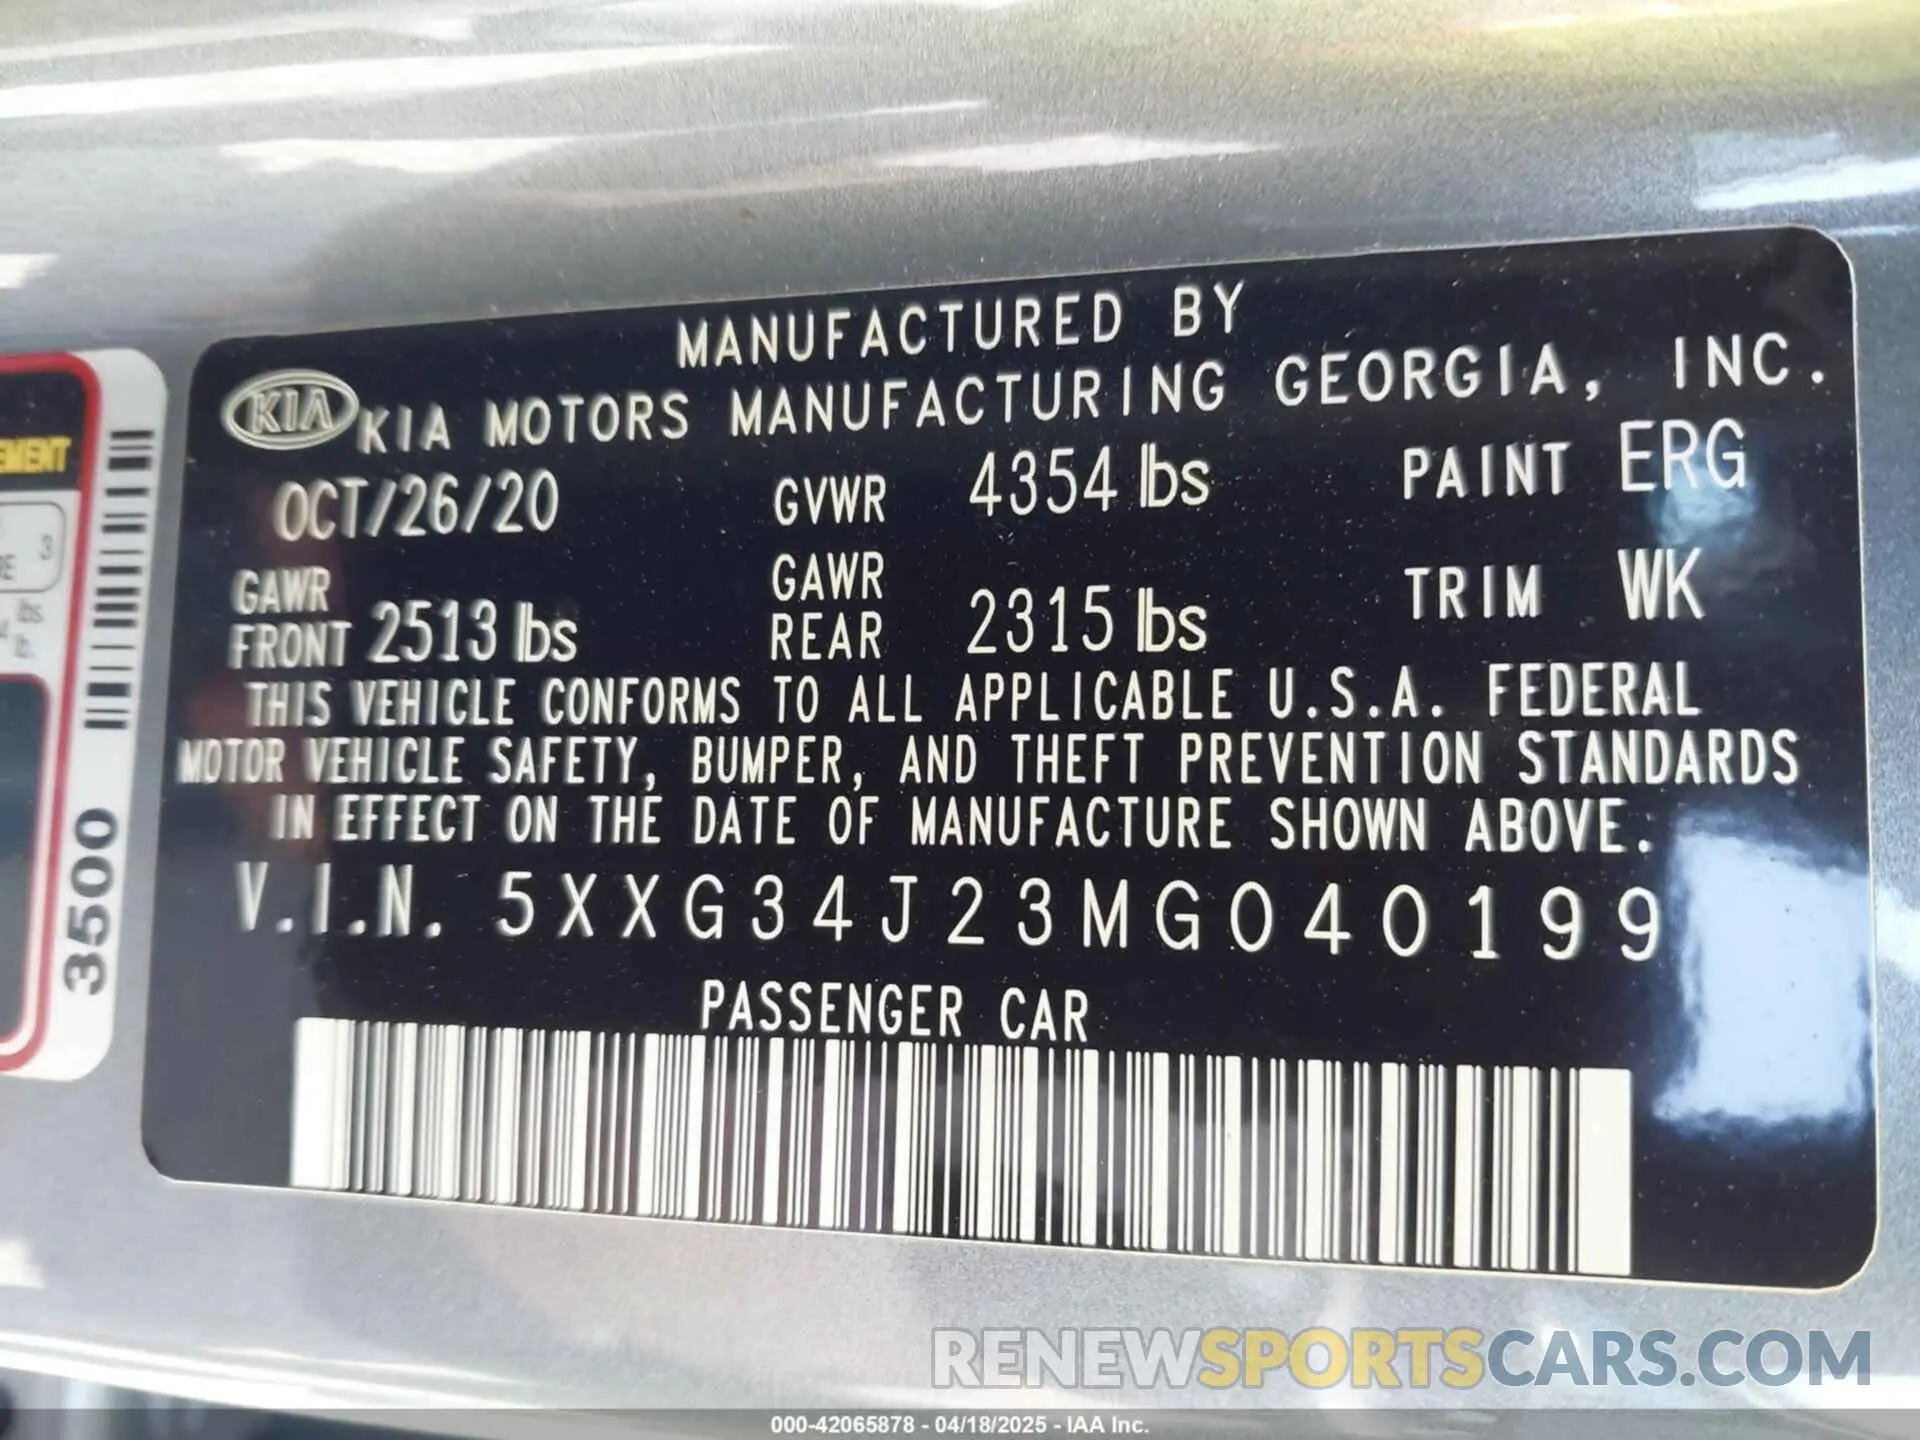 MANUFACTURED BY
KIA KIA MOTORS MANUFACTURING GEORGIA, INC.
OCT/26/20 GVWR 4354 lbs PAINT ERG
GAWR FRONT 2513 lbs GAWR REAR 2315 lbs TRIM WK
THIS VEHICLE CONFORMS TO ALL APPLICABLE U.S.A. FEDERAL
MOTOR VEHICLE SAFETY, BUMPER, AND THEFT PREVENTION STANDARDS
IN EFFECT ON THE DATE OF MANUFACTURE SHOWN ABOVE.
V.I.N. 5XXG34J23MG040199
PASSENGER CAR
3
lbs
lb.
3500
RENEWSPORTSCARS.COM
000-42065878 - 04/18/2025 - IAA Inc.